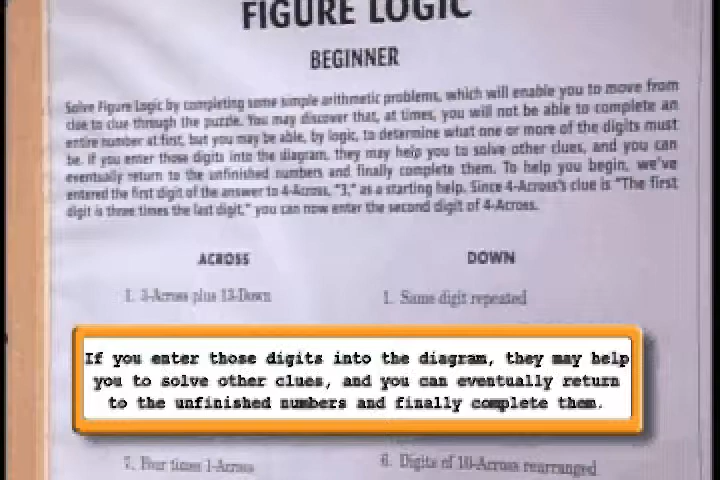 FIGURE LOGIC
BEGINNER
Solve Figure Logic by completing some simple arithmetic problems, which will enable you to move from
clue to clue through the puzzle. You may discover that, at times, you will not be able to complete an
entire number at first, but you may be able, by logic, to determine what one or more of the digits must
be. If you enter those digits into the diagram, they may help you to solve other clues, and you can
eventually return to the unfinished numbers and finally complete them. To help you begin, we've
entered the first digit of the answer to 4-Across, "3," as a starting help. Since 4-Across's clue is "The first
digit is three times the last digit," you can now enter the second digit of 4-Across.
ACROSS
1. 3-Across plus 13-Down
DOWN
1. Same digit repeated
If you enter those digits into the diagram, they may help
you to solve other clues, and you can eventually return
to the unfinished numbers and finally complete them.
7. Four times 1-Across
6. Digits of 10-Across rearranged